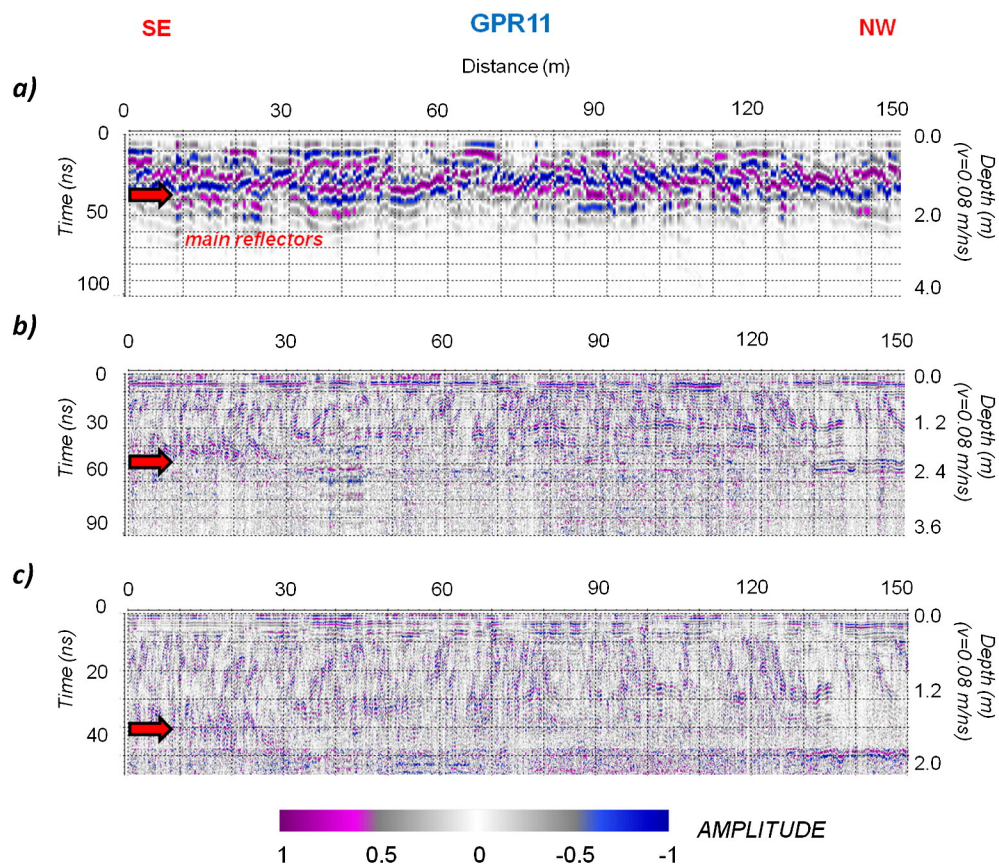 SE GPR11 NW
Distance (m)
a)
0 30 60 90 120 150
Time (ns)
0
50
100
main reflectors
0.0
2.0
4.0
Depth (m)
(v=0.08 m/ns)
b)
0 30 60 90 120 150
Time (ns)
0
30
60
90
0.0
1.2
2.4
3.6
Depth (m)
(v=0.08 m/ns)
c)
0 30 60 90 120 150
Time (ns)
0
20
40
0.0
1.2
2.0
Depth (m)
(v=0.08 m/ns)
AMPLITUDE
1 0.5 0 -0.5 -1